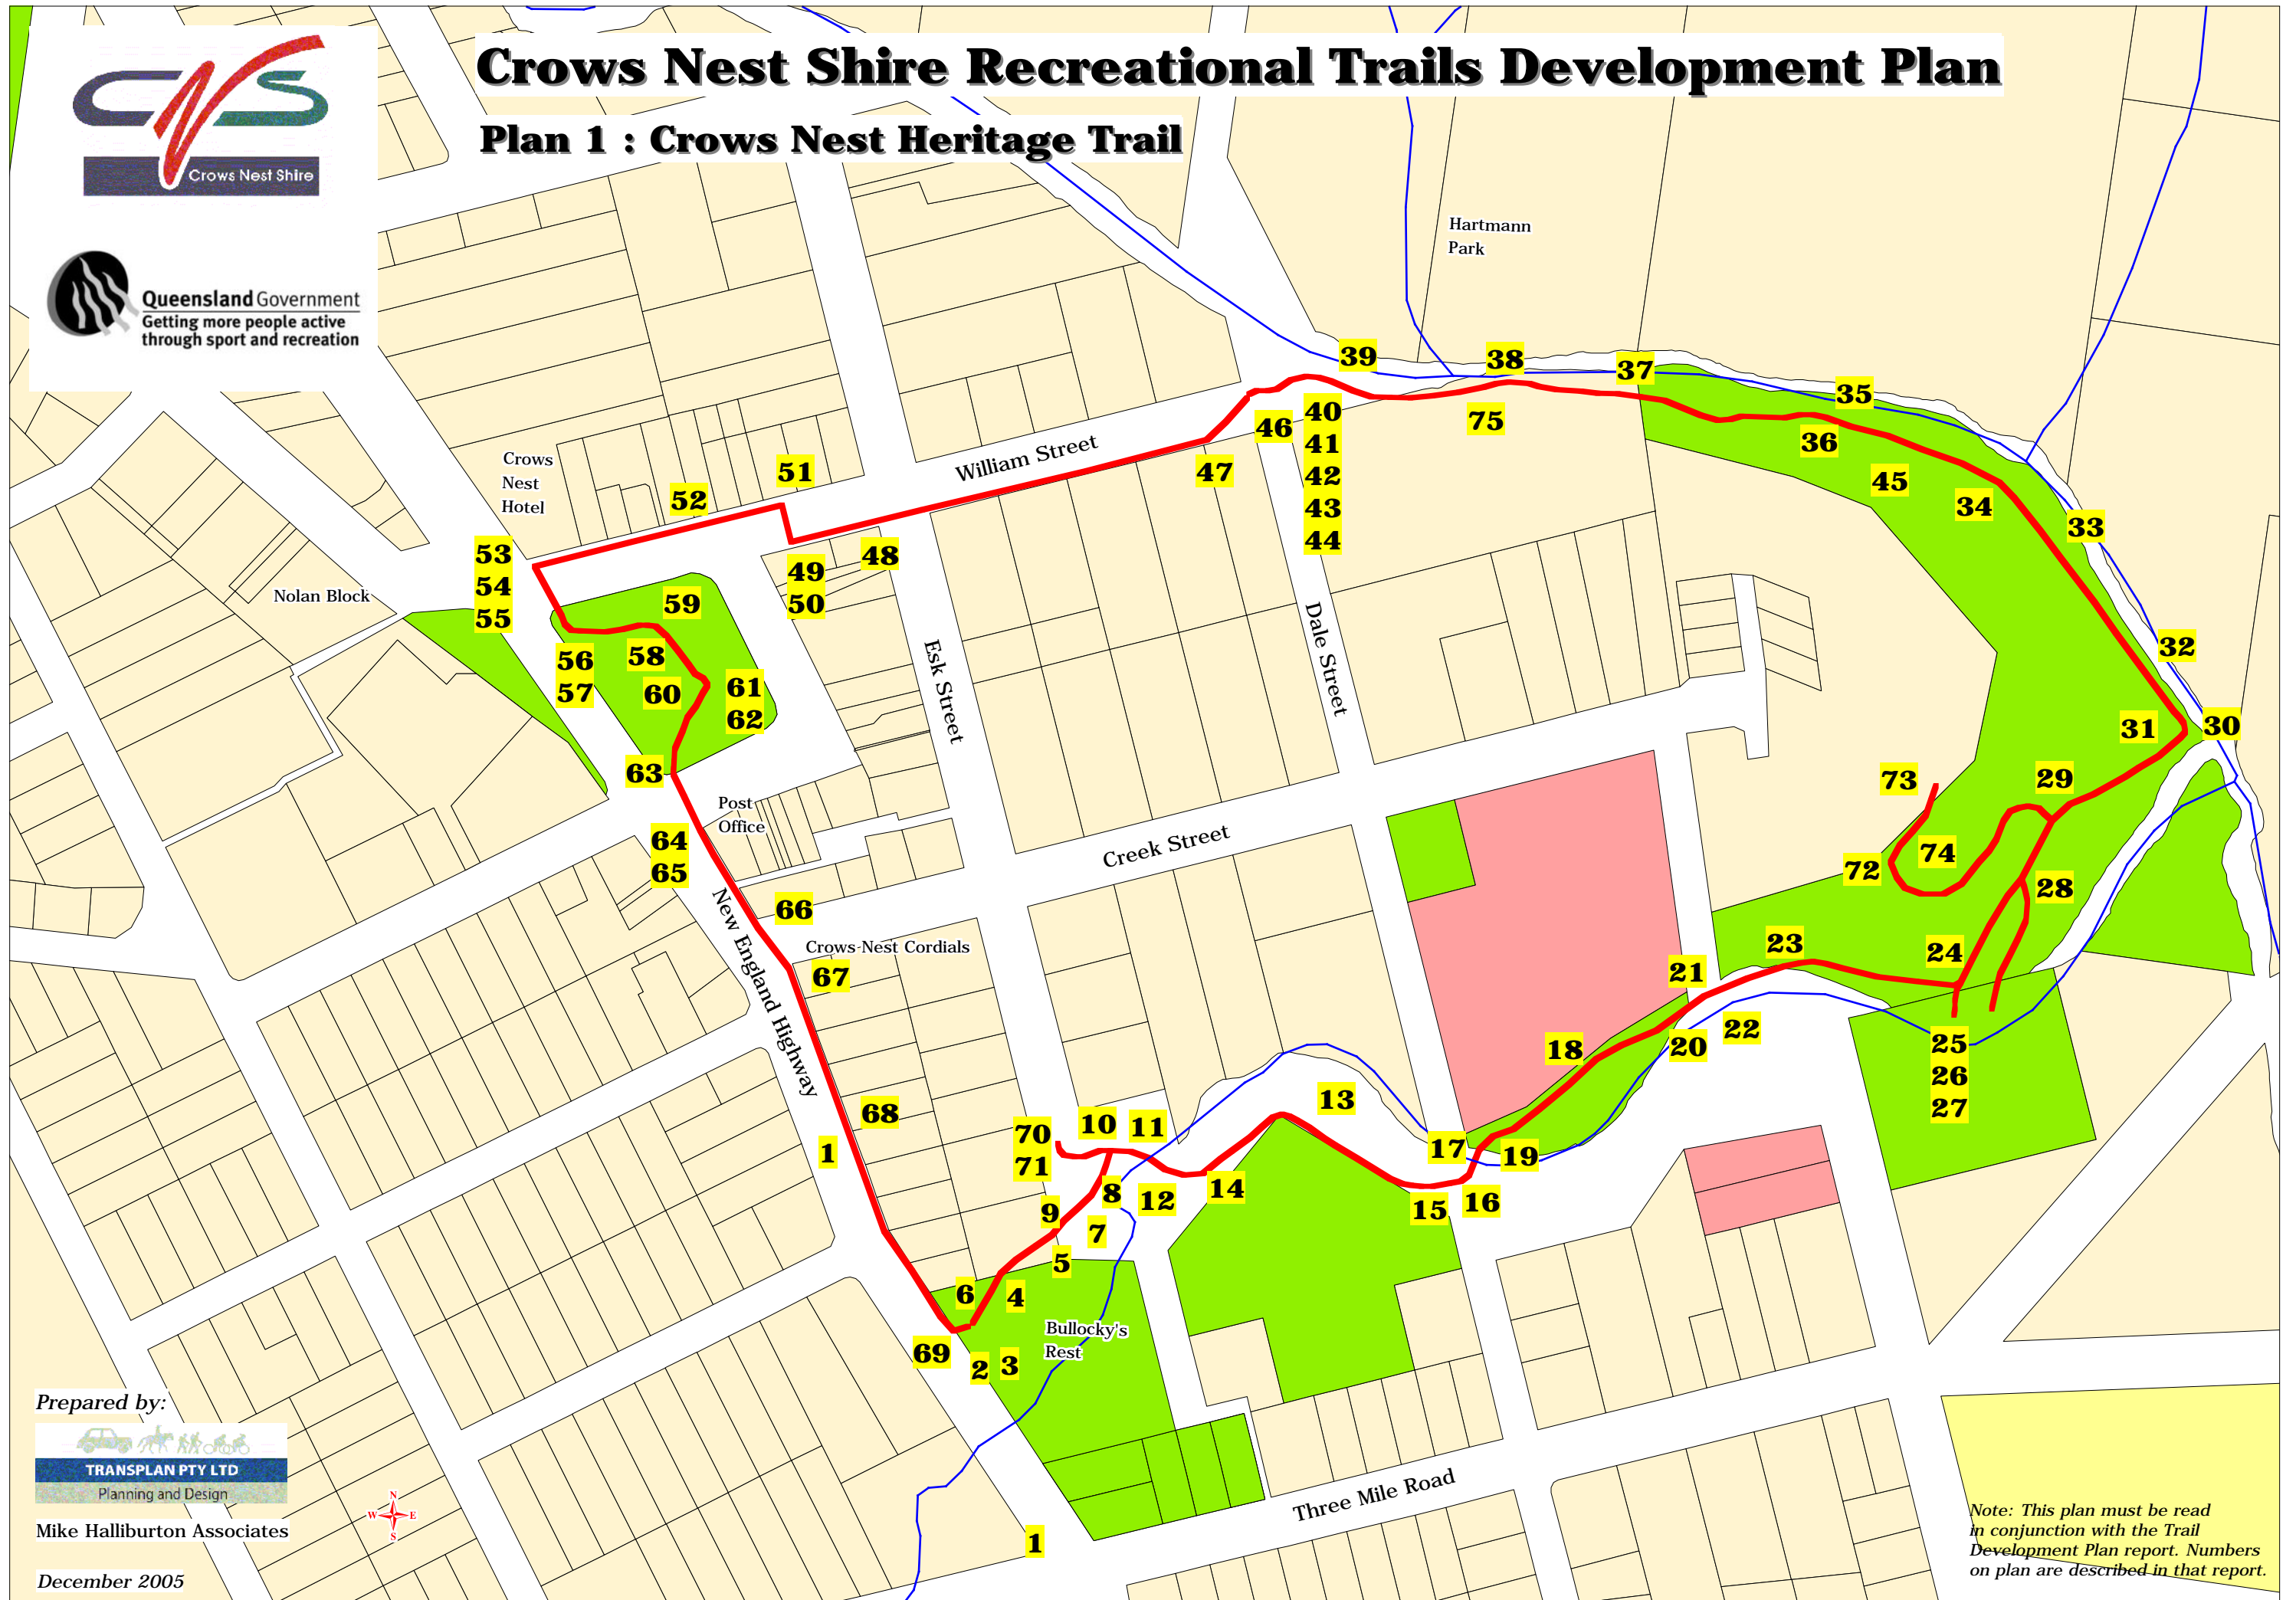 Crows Nest Shire Recreational Trails Development Plan
Plan 1 : Crows Nest Heritage Trail
CNS
Crows Nest Shire
Queensland Government
Getting more people active
through sport and recreation
Hartmann
Park
39
38
37
35
40
41
42
43
44
46
75
36
45
34
33
47
William Street
Crows
Nest
Hotel
51
52
53
54
55
48
49
50
Nolan Block
59
56
57
58
60
61
62
63
Esk Street
Dale Street
32
31
30
29
73
74
72
28
Post
Office
64
65
Creek Street
66
New England Highway
Crows Nest Cordials
67
68
1
23
24
21
22
20
18
25
26
27
13
10
11
70
71
17
19
8
12
14
15
16
9
7
5
6
4
Bullocky's
Rest
69
2
3
Three Mile Road
1
Prepared by:
TRANSPLAN PTY LTD
Planning and Design
Mike Halliburton Associates
December 2005
N
W
E
S
Note: This plan must be read
in conjunction with the Trail
Development Plan report. Numbers
on plan are described in that report.